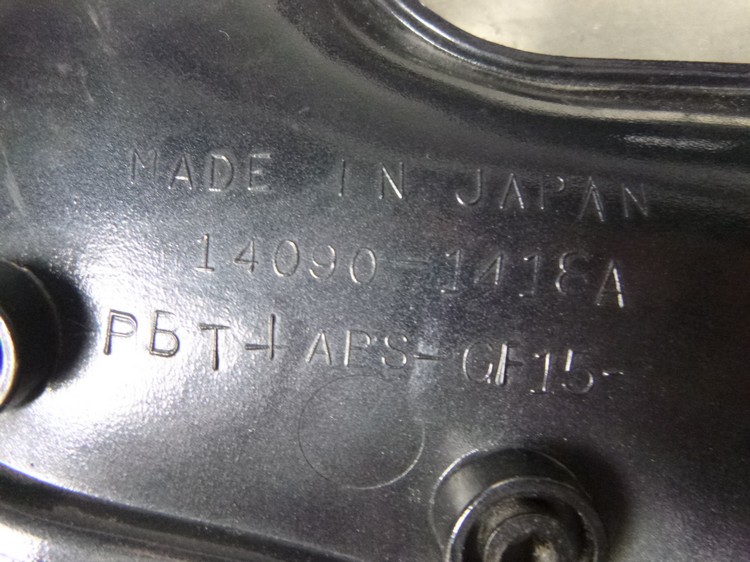 MADE IN JAPAN
14090-1418A
PBT+ABS-GF15-